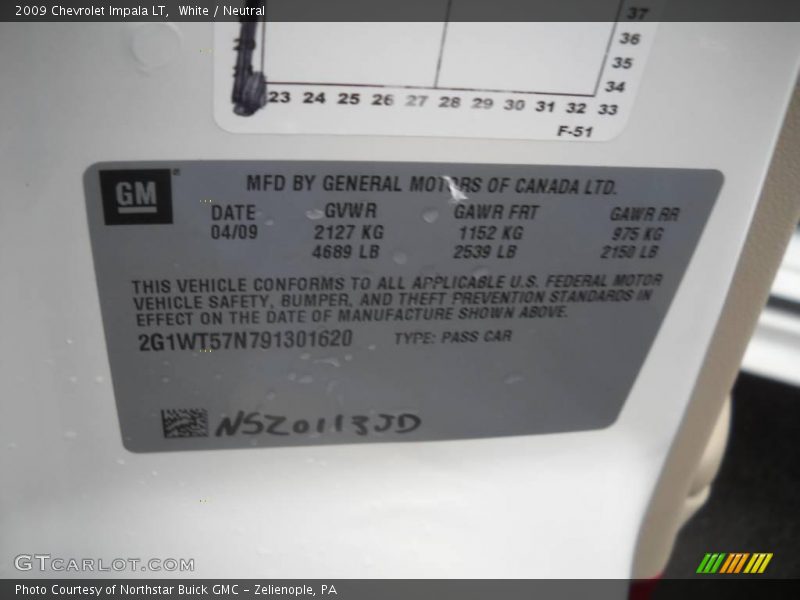 2009 Chevrolet Impala LT, White / Neutral
37
36
35
34
23 24 25 26 27 28 29 30 31 32 33
F-51
GM
MFD BY GENERAL MOTORS OF CANADA LTD.
DATE GVWR GAWR FRT GAWR RR
04/09 2127 KG 1152 KG 975 KG
4689 LB 2539 LB 2150 LB
THIS VEHICLE CONFORMS TO ALL APPLICABLE U.S. FEDERAL MOTOR
VEHICLE SAFETY, BUMPER, AND THEFT PREVENTION STANDARDS IN
EFFECT ON THE DATE OF MANUFACTURE SHOWN ABOVE.
2G1WT57N791301620 TYPE: PASS CAR
NSZ0113JD
GTCARLOT.COM
Photo Courtesy of Northstar Buick GMC - Zelienople, PA